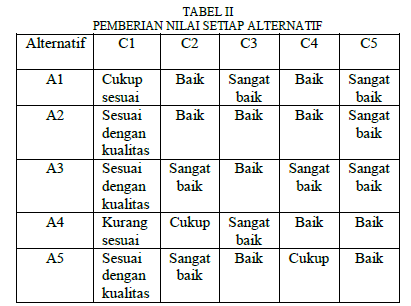 TABEL II
PEMBERIAN NILAI SETIAP ALTERNATIF
Alternatif C1 C2 C3 C4 C5
A1 Cukup sesuai Baik Sangat baik Baik Sangat baik
A2 Sesuai dengan kualitas Baik Baik Baik Sangat baik
A3 Sesuai dengan kualitas Sangat baik Baik Sangat baik Sangat baik
A4 Kurang sesuai Cukup Sangat baik Baik Baik
A5 Sesuai dengan kualitas Sangat baik Baik Cukup Baik